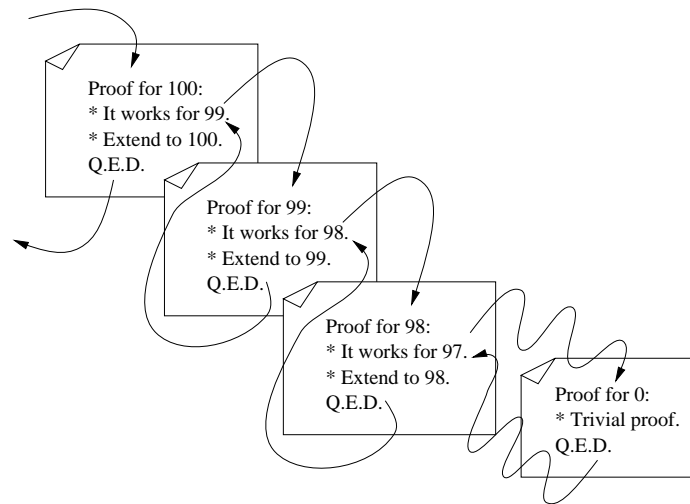 Proof for 100:
* It works for 99.
* Extend to 100.
Q.E.D.
Proof for 99:
* It works for 98.
* Extend to 99.
Q.E.D.
Proof for 98:
* It works for 97.
* Extend to 98.
Q.E.D.
Proof for 0:
* Trivial proof.
Q.E.D.